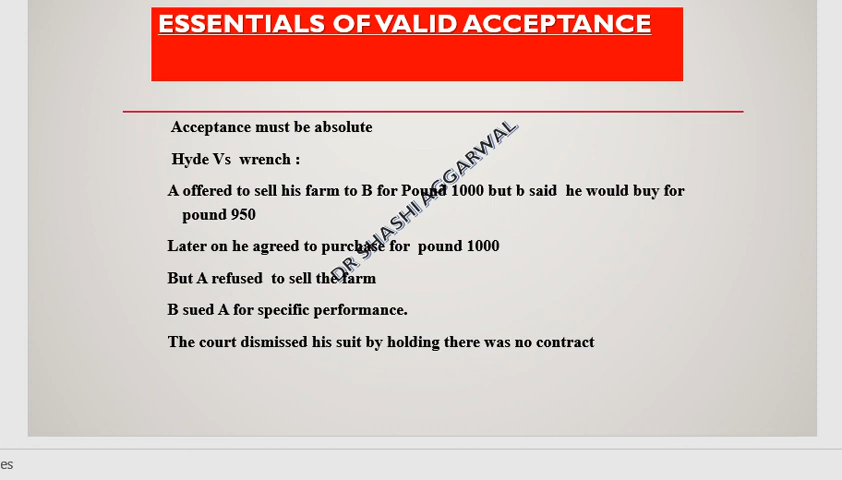 ESSENTIALS OF VALID ACCEPTANCE
Acceptance must be absolute
Hyde Vs wrench :
A offered to sell his farm to B for Pound 1000 but b said he would buy for
pound 950
Later on he agreed to purchase for pound 1000
But A refused to sell the farm
B sued A for specific performance.
The court dismissed his suit by holding there was no contract
DR SHASHI AGGARWAL
es